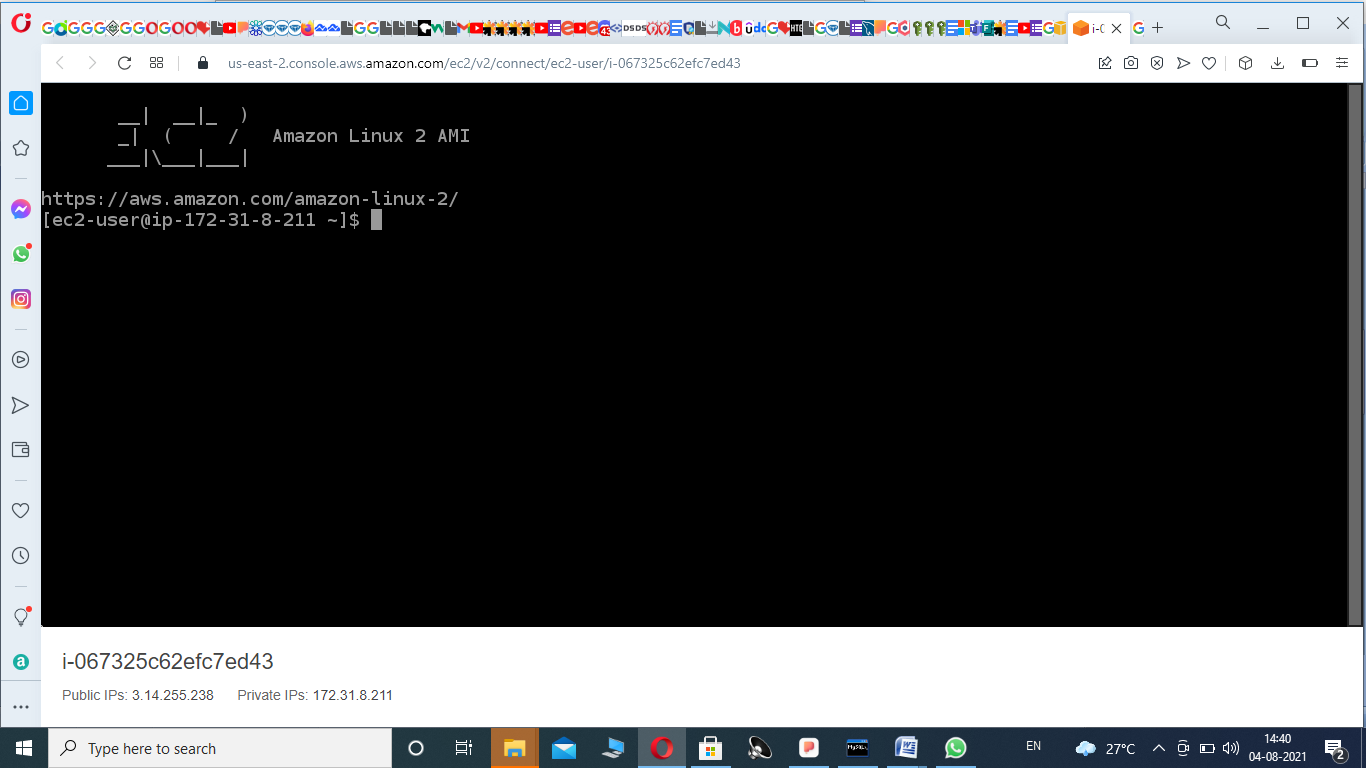 us-east-2.console.aws.amazon.com/ec2/v2/connect/ec2-user/i-067325c62efc7ed43
       __|  __|_  )
       _|  (     /   Amazon Linux 2 AMI
      ___|\___|___|
https://aws.amazon.com/amazon-linux-2/
[ec2-user@ip-172-31-8-211 ~]$
i-067325c62efc7ed43
Public IPs: 3.14.255.238 Private IPs: 172.31.8.211
Type here to search
EN
27°C
14:40
04-08-2021
2